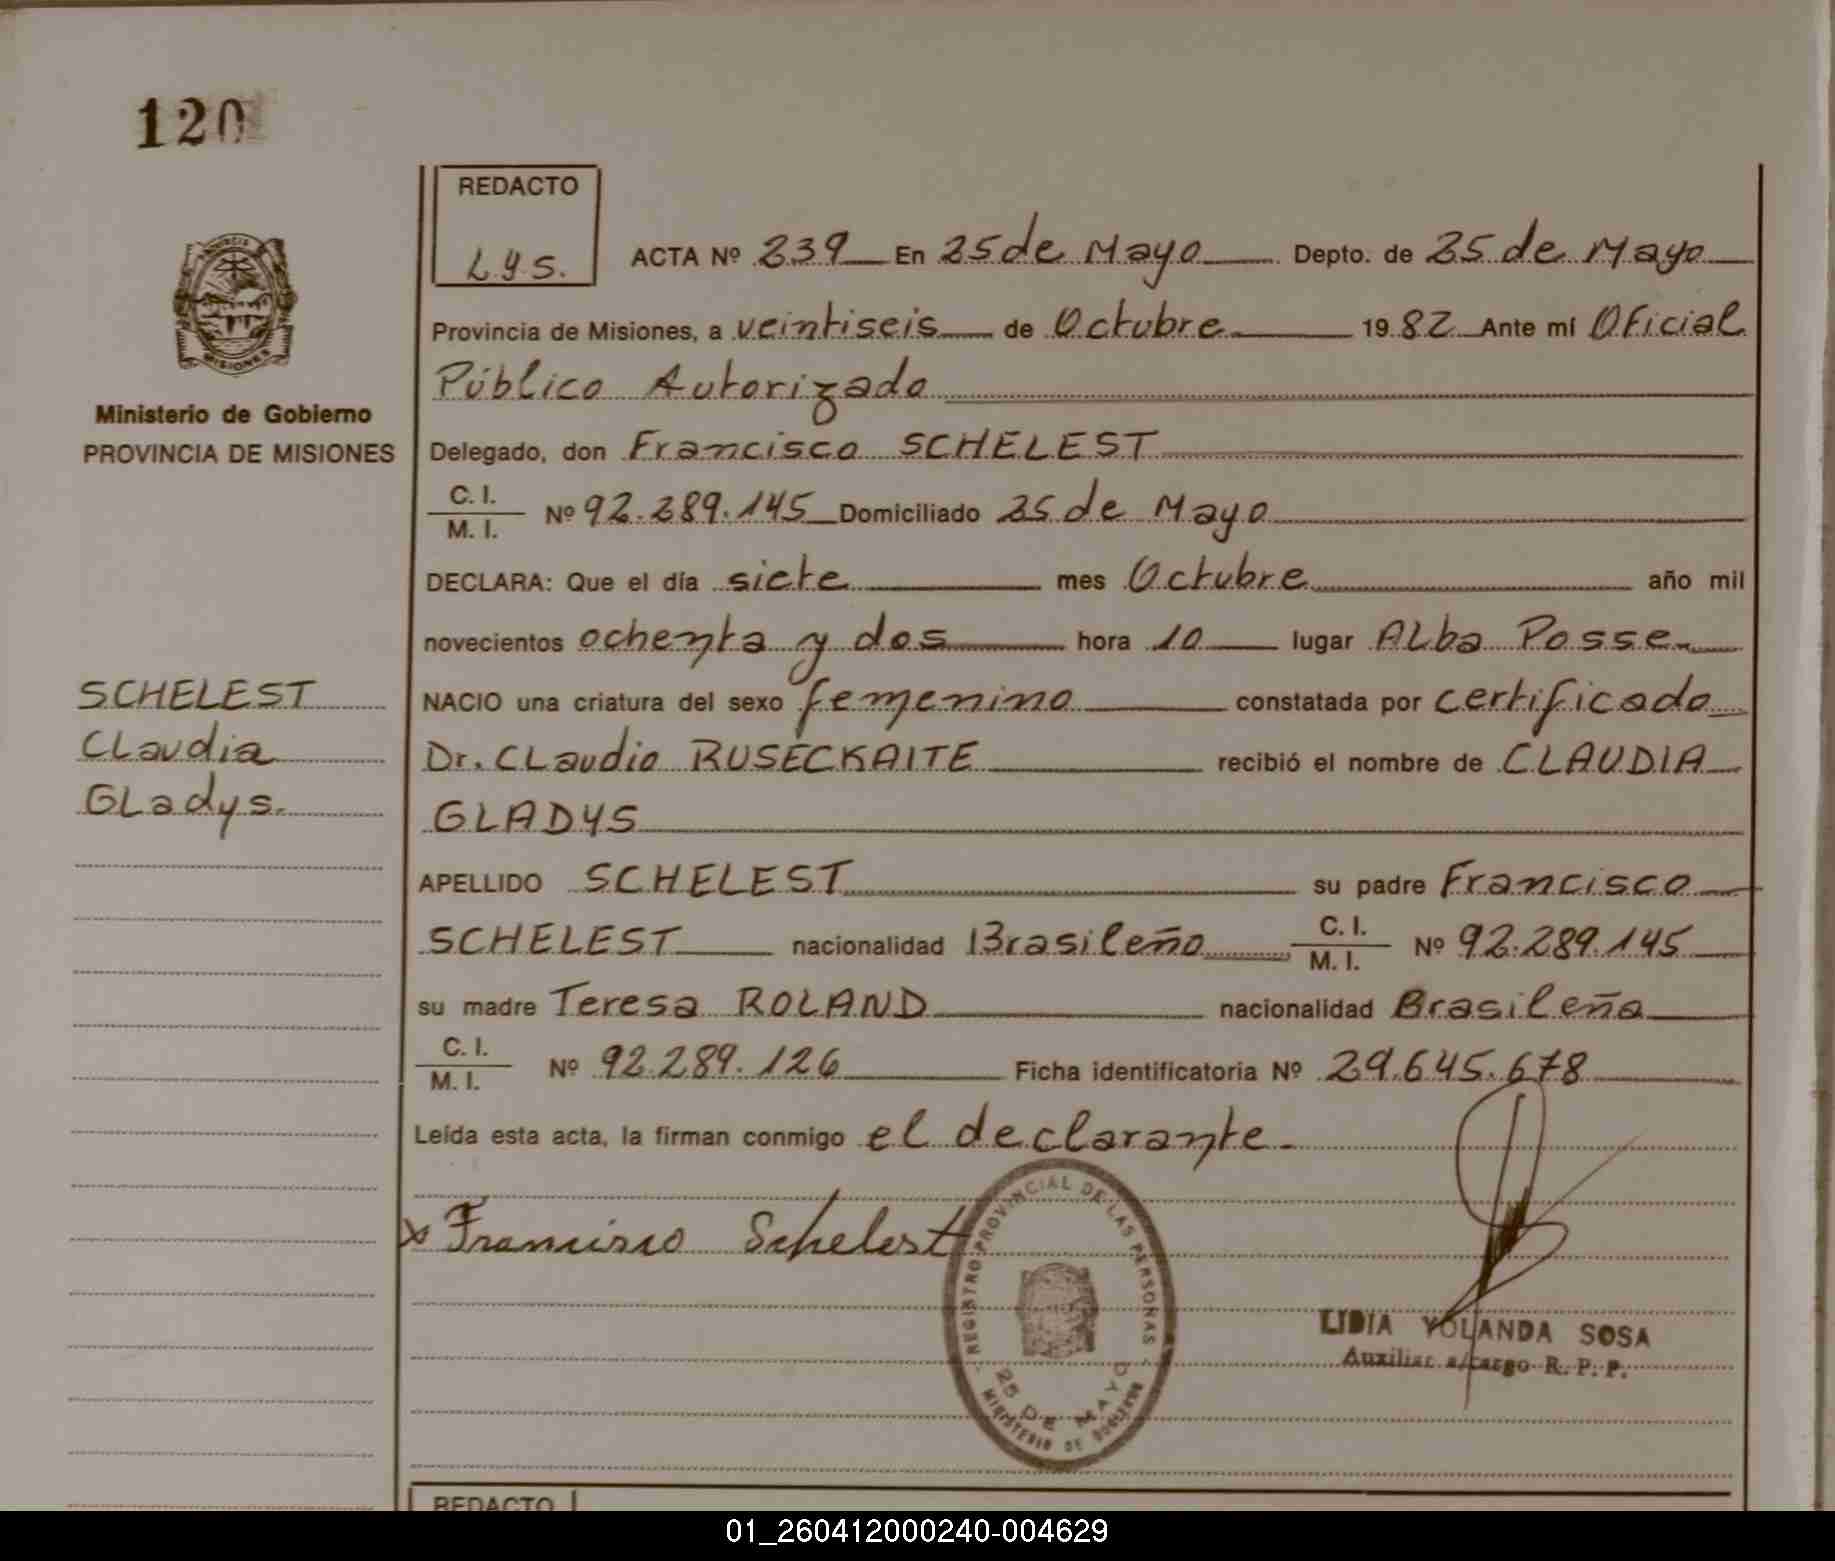 120
REDACTO
L.y.s.
ACTA Nº 239 En 25 de Mayo Depto. de 25 de Mayo
Provincia de Misiones, a veintiseis de Octubre 1982 Ante mí Oficial
Público Autorizado
Ministerio de Gobierno
PROVINCIA DE MISIONES
Delegado, don Francisco SCHELEST
C. I.
M. I.
Nº 92.289.145 Domiciliado 25 de Mayo
DECLARA: Que el día siete mes Octubre año mil
novecientos ochenta y dos hora 10 lugar Alba Posse
SCHELEST
Claudia
Gladys.
NACIO una criatura del sexo femenino constatada por certificado
Dr. Claudio RUSECKAITE recibió el nombre de CLAUDIA
GLADYS
APELLIDO SCHELEST su padre Francisco
SCHELEST nacionalidad Brasileño C. I. M. I. Nº 92.289.145
su madre Teresa ROLAND nacionalidad Brasileña
C. I.
M. I.
Nº 92.289.126 Ficha identificatoria Nº 29.645.678
Leída esta acta, la firman conmigo el declarante.
x Francisco Schelest
REGISTRO PROVINCIAL DE LAS PERSONAS
25 DE MAYO
MINISTERIO DE GOBIERNO
LIDIA YOLANDA SOSA
Auxiliar a/cargo R. P. P.
REDACTO
01_260412000240-004629